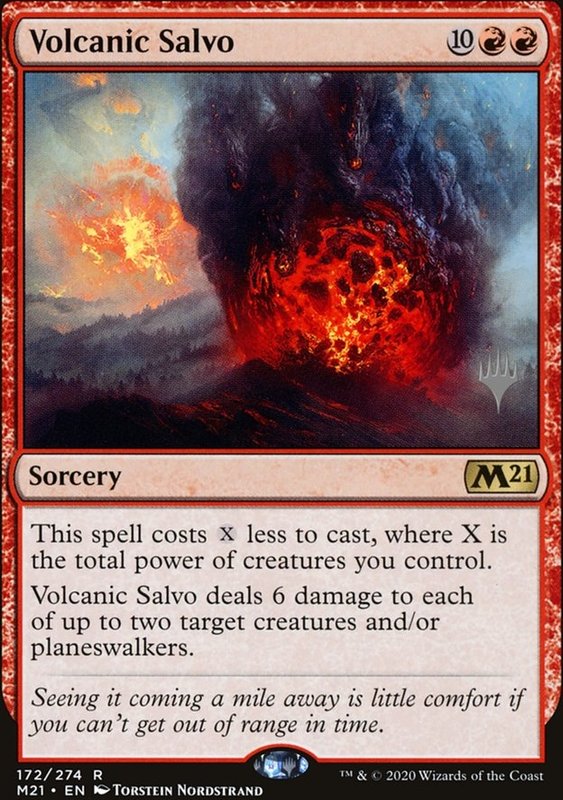 Volcanic Salvo 10
Sorcery M21
This spell costs X less to cast, where X is
the total power of creatures you control.
Volcanic Salvo deals 6 damage to each
of up to two target creatures and/or
planeswalkers.
Seeing it coming a mile away is little comfort if
you can't get out of range in time.
172/274 R
M21 • EN Torstein Nordstrand
™ & © 2020 Wizards of the Coast